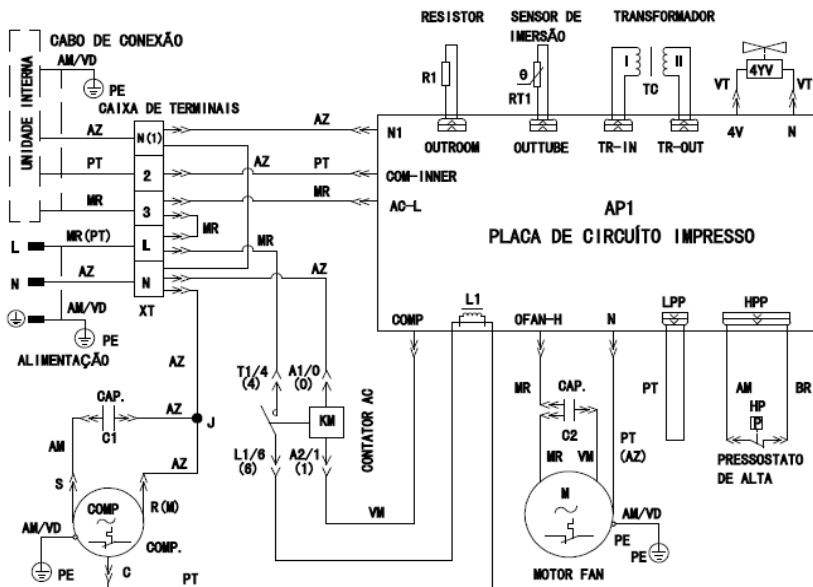 RESISTOR
SENSOR DE
IMERSÃO
TRANSFORMADOR
CABO DE CONEXÃO
AM/VD
PE
UNIDADE INTERNA
CAIXA DE TERMINAIS
R1
θ
RT1
I
II
TC
4YV
VT
VT
AZ
N(1)
AZ
N1
OUTROOM
OUTTUBE
TR-IN
TR-OUT
4V
N
PT
2
AZ
PT
COM-INNER
MR
3
MR
AC-L
AP1
PLACA DE CIRCUÍTO IMPRESSO
L
MR(PT)
L
MR
MR
N
AZ
N
AZ
XT
AM/VD
PE
ALIMENTAÇÃO
L1
COMP
OFAN-H
N
LPP
HPP
AZ
T1/4
(4)
A1/0
(0)
CAP.
C1
AZ
J
KM
CONTATOR AC
MR
CAP.
C2
PT
AM
BR
HP
P
AM
L1/6
(6)
A2/1
(1)
MR
VM
PT
(AZ)
PRESSOSTATO
DE ALTA
AZ
S
R(M)
VM
COMP
M
AM/VD
COMP.
AM/VD
PE
PE
PE
C
PT
MOTOR FAN